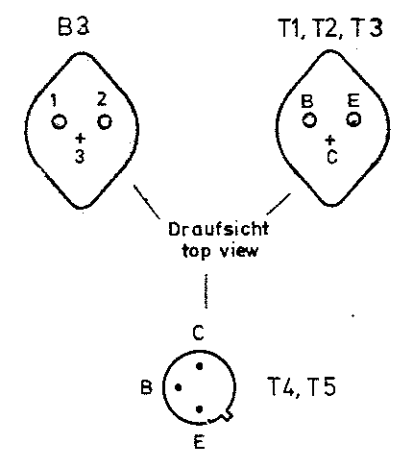 B3
T1, T2, T3
1 2
+
3
B E
+
C
Draufsicht
top view
C
B
T4, T5
E